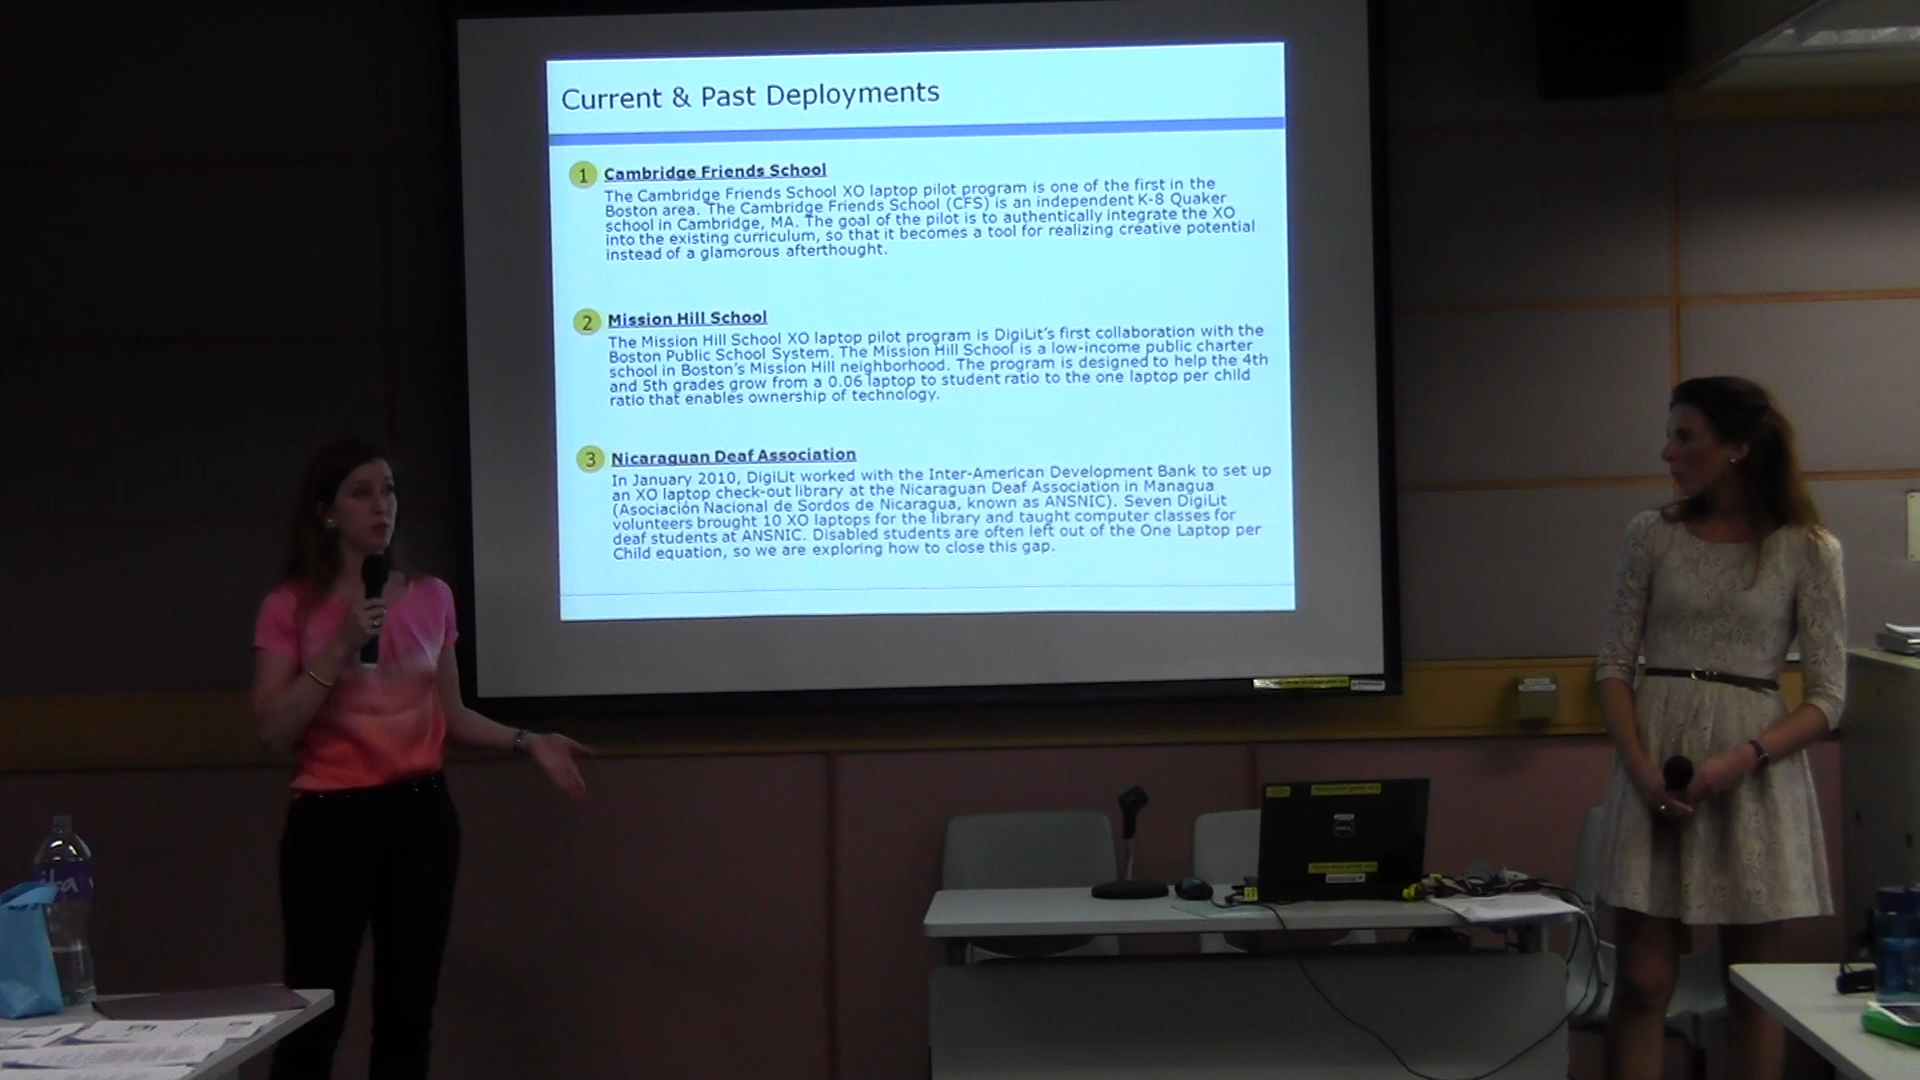 Current & Past Deployments
1 Cambridge Friends School
The Cambridge Friends School XO laptop pilot program is one of the first in the
Boston area. The Cambridge Friends School (CFS) is an independent K-8 Quaker
school in Cambridge, MA. The goal of the pilot is to authentically integrate the XO
into the existing curriculum, so that it becomes a tool for realizing creative potential
instead of a glamorous afterthought.
2 Mission Hill School
The Mission Hill School XO laptop pilot program is DigiLit's first collaboration with the
Boston Public School System. The Mission Hill School is a low-income public charter
school in Boston's Mission Hill neighborhood. The program is designed to help the 4th
and 5th grades grow from a 0.06 laptop to student ratio to the one laptop per child
ratio that enables ownership of technology.
3 Nicaraguan Deaf Association
In January 2010, DigiLit worked with the Inter-American Development Bank to set up
an XO laptop check-out library at the Nicaraguan Deaf Association in Managua
(Asociación Nacional de Sordos de Nicaragua, known as ANSNIC). Seven DigiLit
volunteers brought 10 XO laptops for the library and taught computer classes for
deaf students at ANSNIC. Disabled students are often left out of the One Laptop per
Child equation, so we are exploring how to close this gap.
DELL